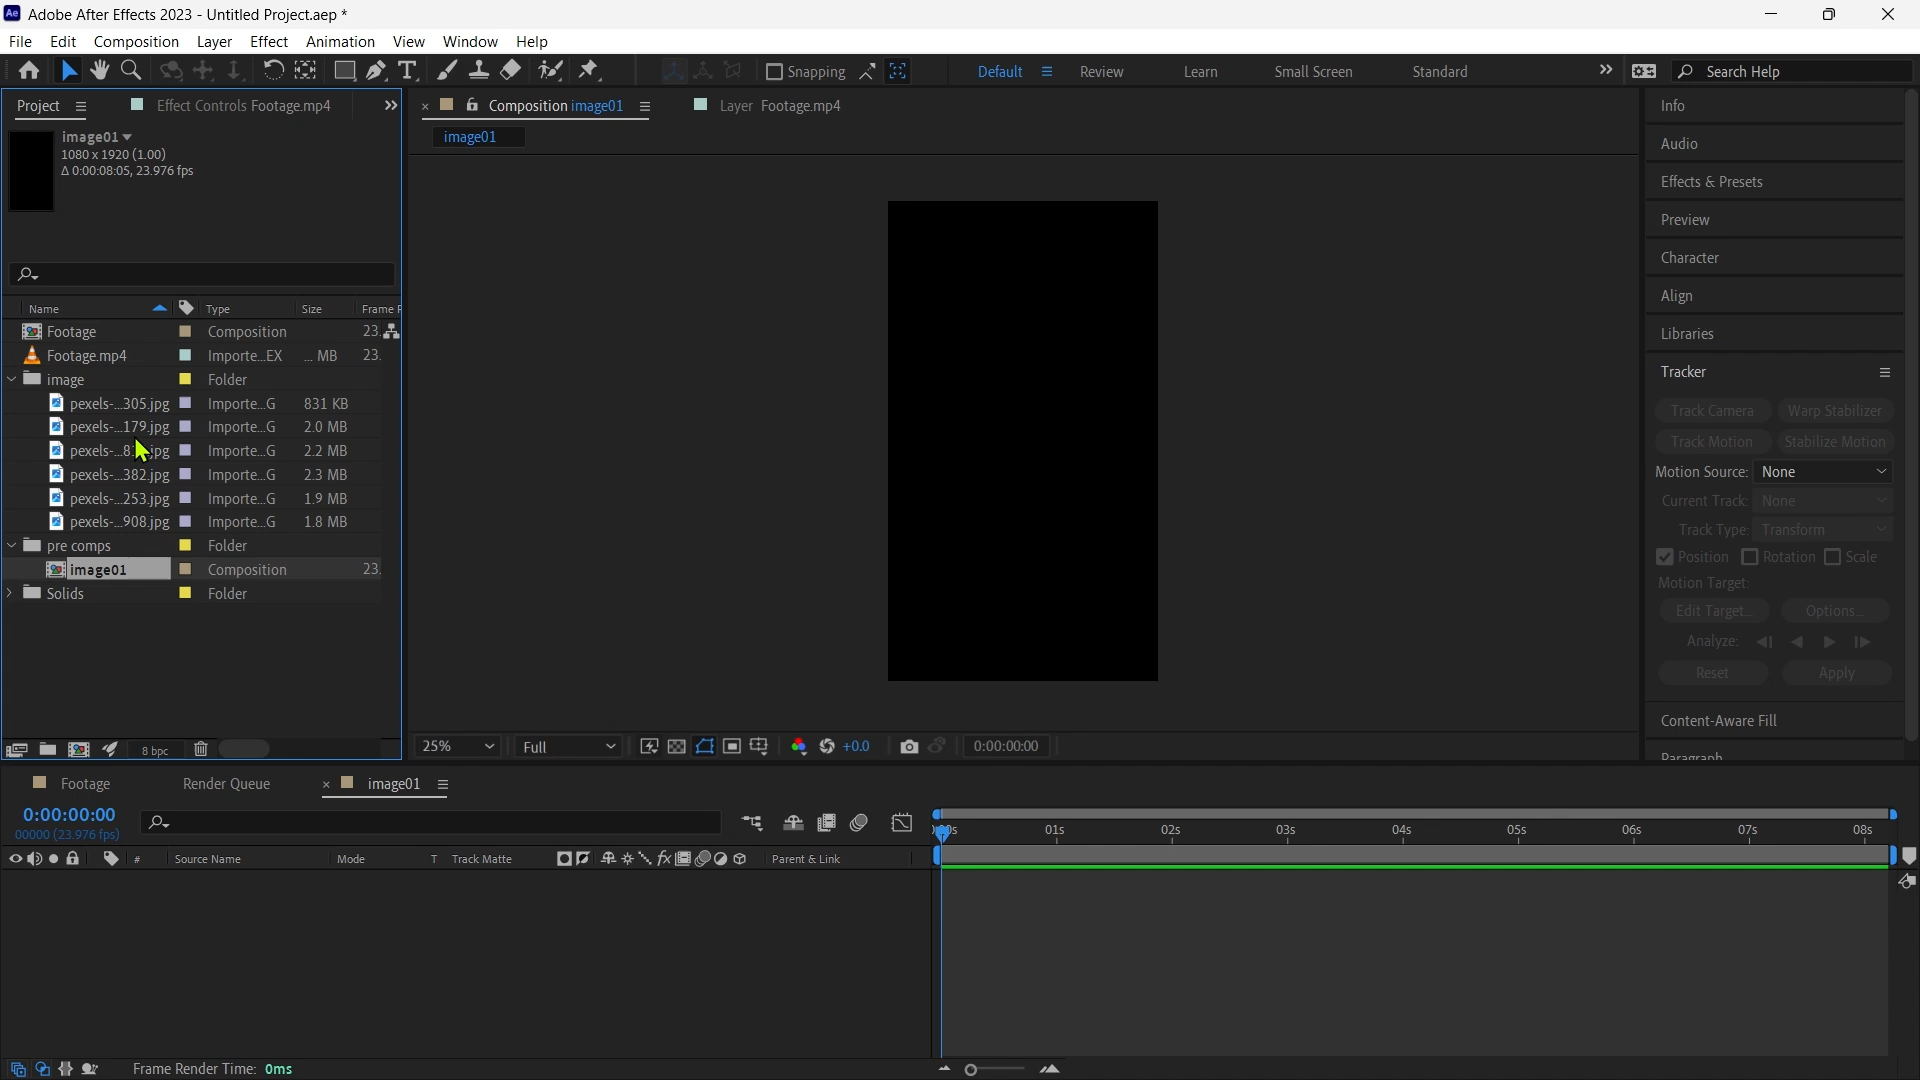 Adobe After Effects 2023 - Untitled Project.aep *
File Edit Composition Layer Effect Animation View Window Help
Snapping Default Review Learn Small Screen Standard Search Help
Project Effect Controls Footage.mp4 Composition image01 Layer Footage.mp4
image01
image01
1080 x 1920 (1.00)
Δ 0:00:08:05, 23.976 fps
Name Type Size Frame
Footage Composition 23.
Footage.mp4 Importe...EX ... MB 23.
image Folder
pexels-...305.jpg Importe...G 831 KB
pexels-...179.jpg Importe...G 2.0 MB
Importe...G 2.2 MB
pexels-...382.jpg Importe...G 2.3 MB
pexels-...253.jpg Importe...G 1.9 MB
pexels-...908.jpg Importe...G 1.8 MB
pre comps Folder
image01 Composition 23.
Solids Folder
8 bpc
25% Full +0.0 0:00:00:00
Info
Audio
Effects & Presets
Preview
Character
Align
Libraries
Tracker
Track Camera Warp Stabilizer
Track Motion Stabilize Motion
Motion Source: None
Current Track: None
Track Type: Transform
Position Rotation Scale
Motion Target:
Edit Target... Options...
Analyze:
Reset Apply
Content-Aware Fill
Paragraph
Footage Render Queue image01
0:00:00:00
00000 (23.976 fps)
01s 02s 03s 04s 05s 06s 07s 08s
# Source Name Mode T Track Matte Parent & Link
Frame Render Time: 0ms